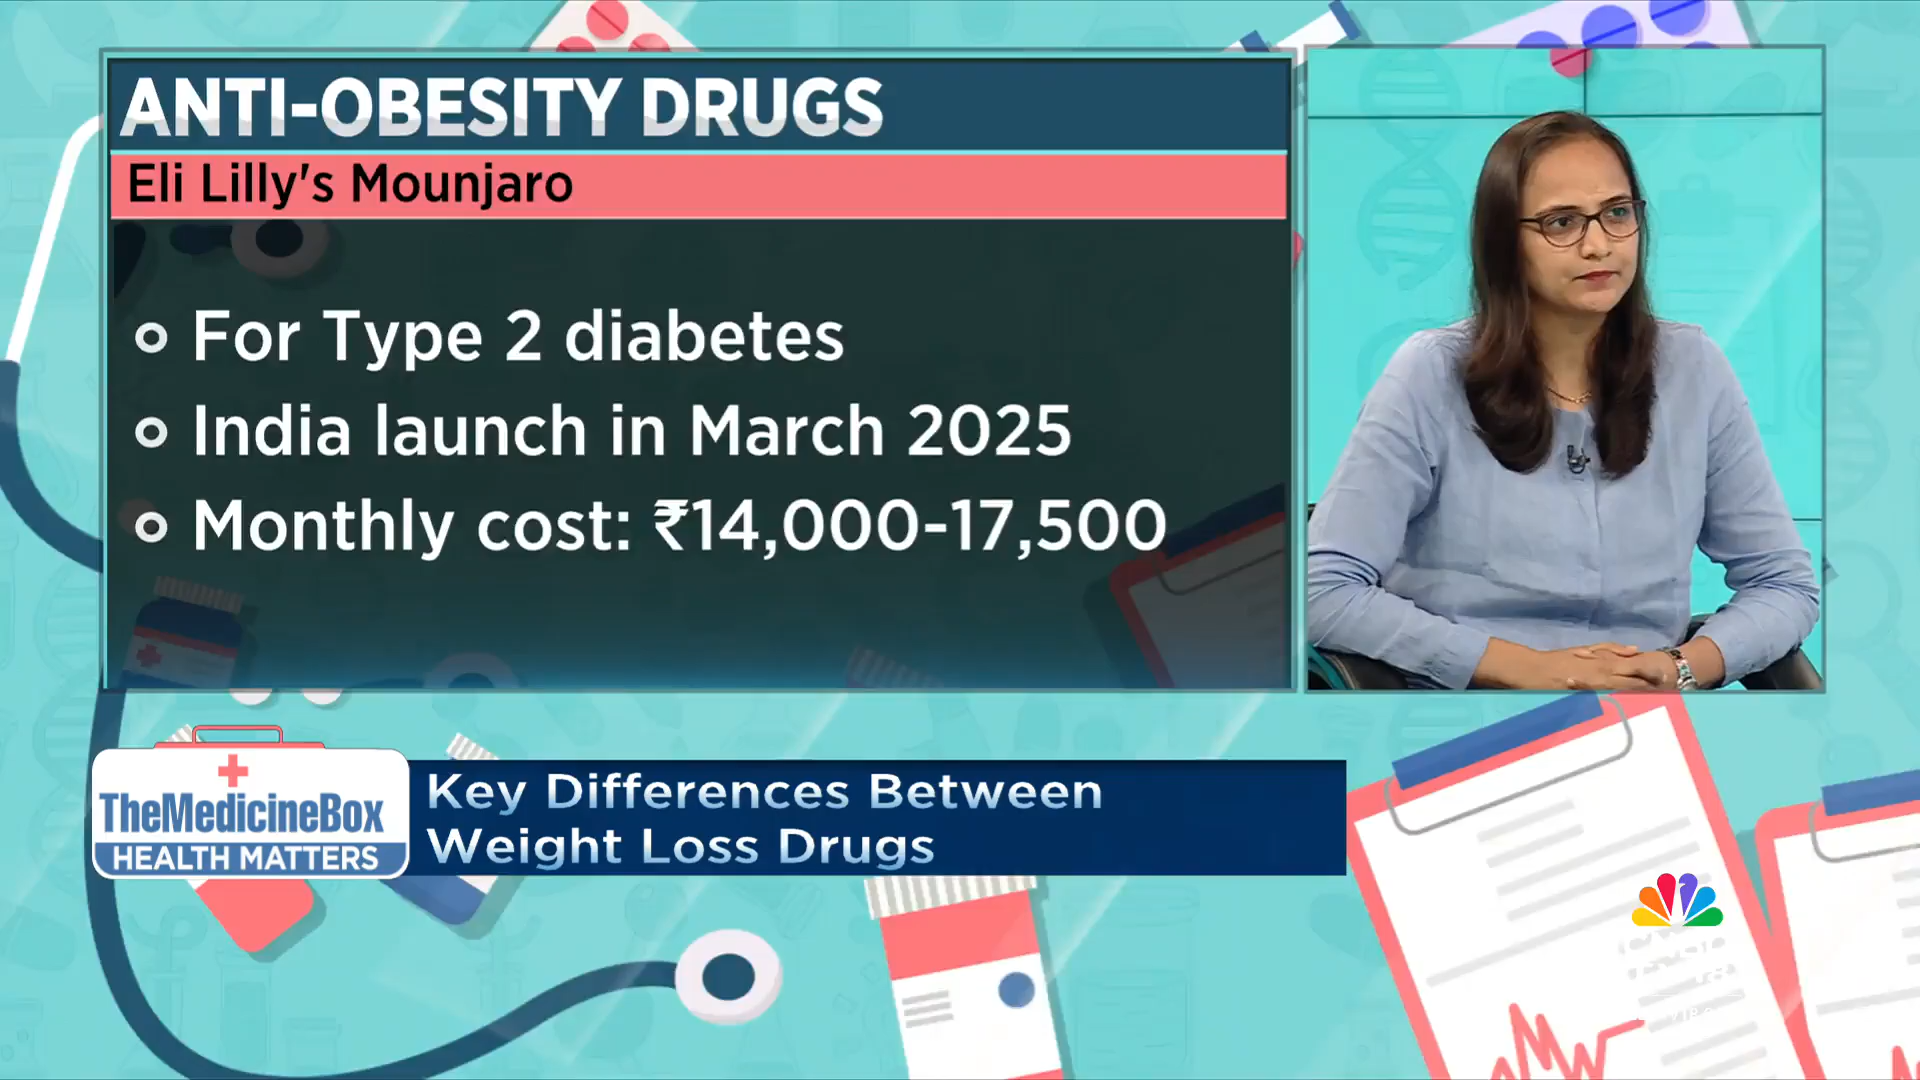 ANTI-OBESITY DRUGS
Eli Lilly's Mounjaro
For Type 2 diabetes
India launch in March 2025
Monthly cost: ₹14,000-17,500
TheMedicineBox
HEALTH MATTERS
Key Differences Between
Weight Loss Drugs